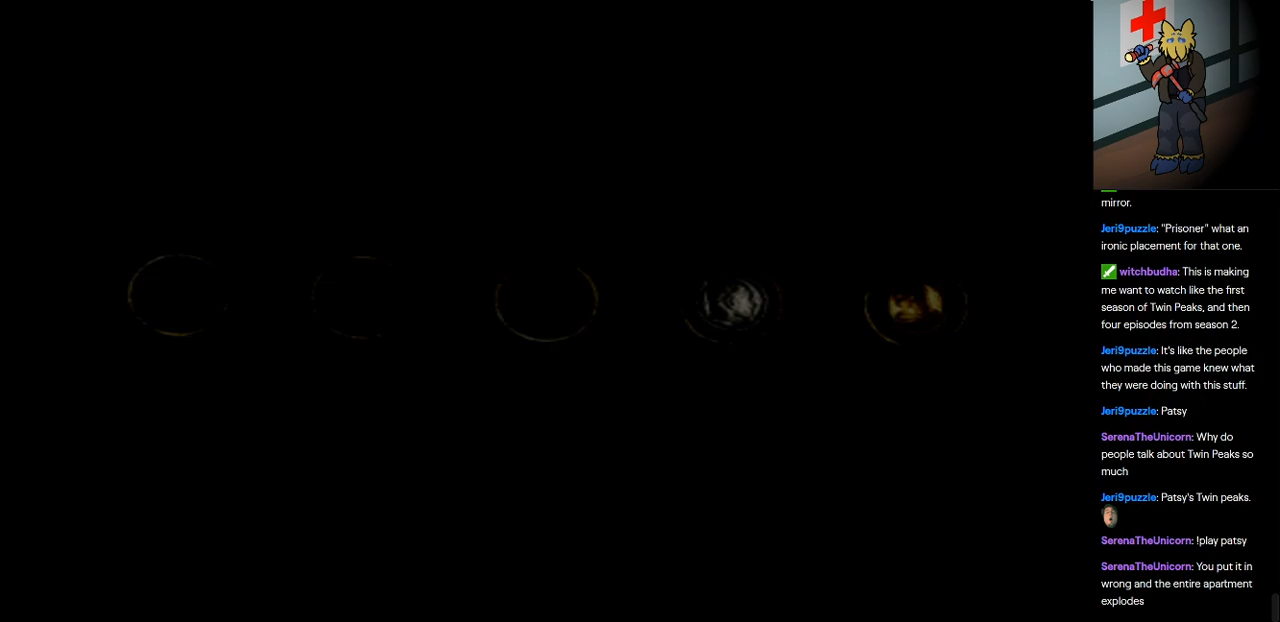 mirror.
Jeri9puzzle: "Prisoner" what an
ironic placement for that one.
witchbudha: This is making
me want to watch like the first
season of Twin Peaks, and then
four episodes from season 2.
Jeri9puzzle: It's like the people
who made this game knew what
they were doing with this stuff.
Jeri9puzzle: Patsy
SerenaTheUnicorn: Why do
people talk about Twin Peaks so
much
Jeri9puzzle: Patsy's Twin peaks.
SerenaTheUnicorn: !play patsy
SerenaTheUnicorn: You put it in
wrong and the entire apartment
explodes